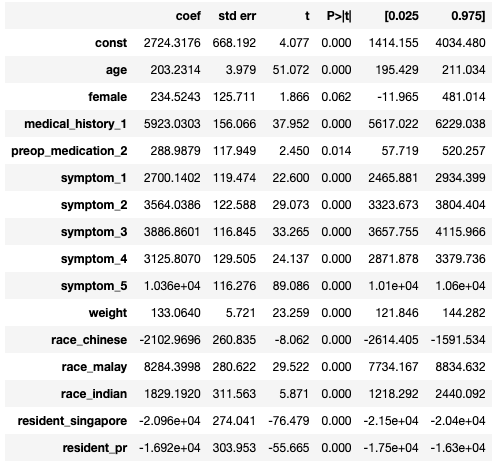 coef std err t P>|t| [0.025 0.975]
const 2724.3176 668.192 4.077 0.000 1414.155 4034.480
age 203.2314 3.979 51.072 0.000 195.429 211.034
female 234.5243 125.711 1.866 0.062 -11.965 481.014
medical_history_1 5923.0303 156.066 37.952 0.000 5617.022 6229.038
preop_medication_2 288.9879 117.949 2.450 0.014 57.719 520.257
symptom_1 2700.1402 119.474 22.600 0.000 2465.881 2934.399
symptom_2 3564.0386 122.588 29.073 0.000 3323.673 3804.404
symptom_3 3886.8601 116.845 33.265 0.000 3657.755 4115.966
symptom_4 3125.8070 129.505 24.137 0.000 2871.878 3379.736
symptom_5 1.036e+04 116.276 89.086 0.000 1.01e+04 1.06e+04
weight 133.0640 5.721 23.259 0.000 121.846 144.282
race_chinese -2102.9696 260.835 -8.062 0.000 -2614.405 -1591.534
race_malay 8284.3998 280.622 29.522 0.000 7734.167 8834.632
race_indian 1829.1920 311.563 5.871 0.000 1218.292 2440.092
resident_singapore -2.096e+04 274.041 -76.479 0.000 -2.15e+04 -2.04e+04
resident_pr -1.692e+04 303.953 -55.665 0.000 -1.75e+04 -1.63e+04